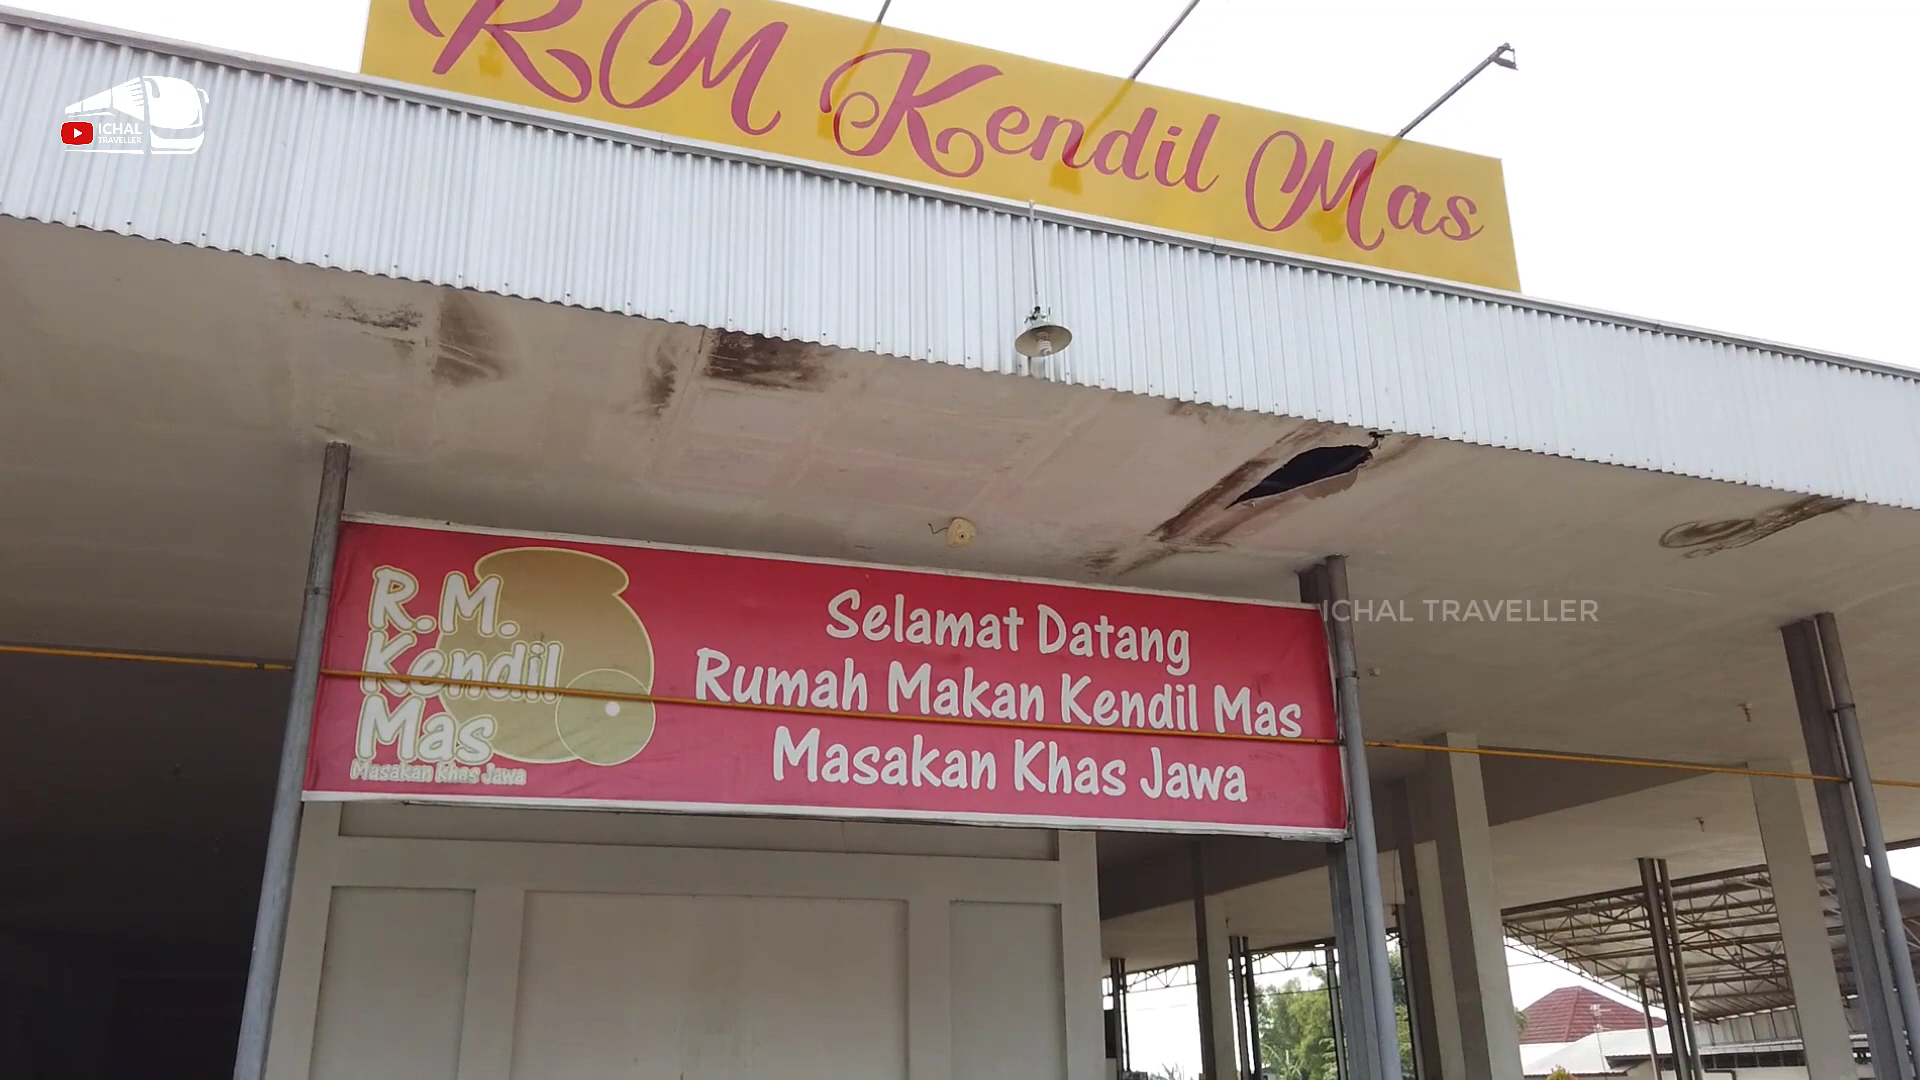 RM Kendil Mas
ICHAL
TRAVELLER
R.M.
Kendil
Mas
Masakan Khas Jawa
Selamat Datang
Rumah Makan Kendil Mas
Masakan Khas Jawa
ICHAL TRAVELLER